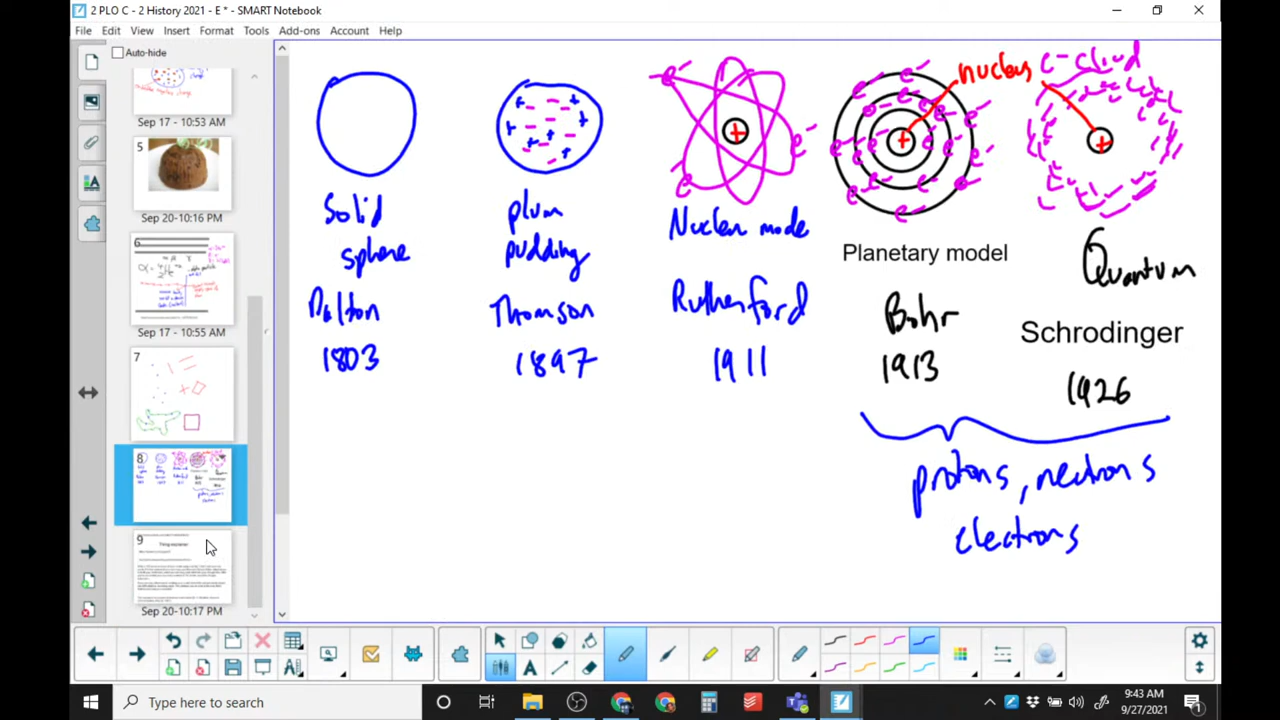 2 PLO C - 2 History 2021 - E * - SMART Notebook
File Edit View Insert Format Tools Add-ons Account Help
Auto-hide
Sep 17 - 10:53 AM
5
Sep 20-10:16 PM
6
Sep 17 - 10:55 AM
7
8
9
Sep 20-10:17 PM
nucleus
e- cloud
e- e- e-
+ + +
Solid
sphere
Dalton
1803
plum
pudding
Thomson
1897
Nuclear model
Rutherford
1911
Planetary model
Bohr
1913
Quantum
Schrodinger
1926
protons, neutrons
electrons
Type here to search
9:43 AM
9/27/2021